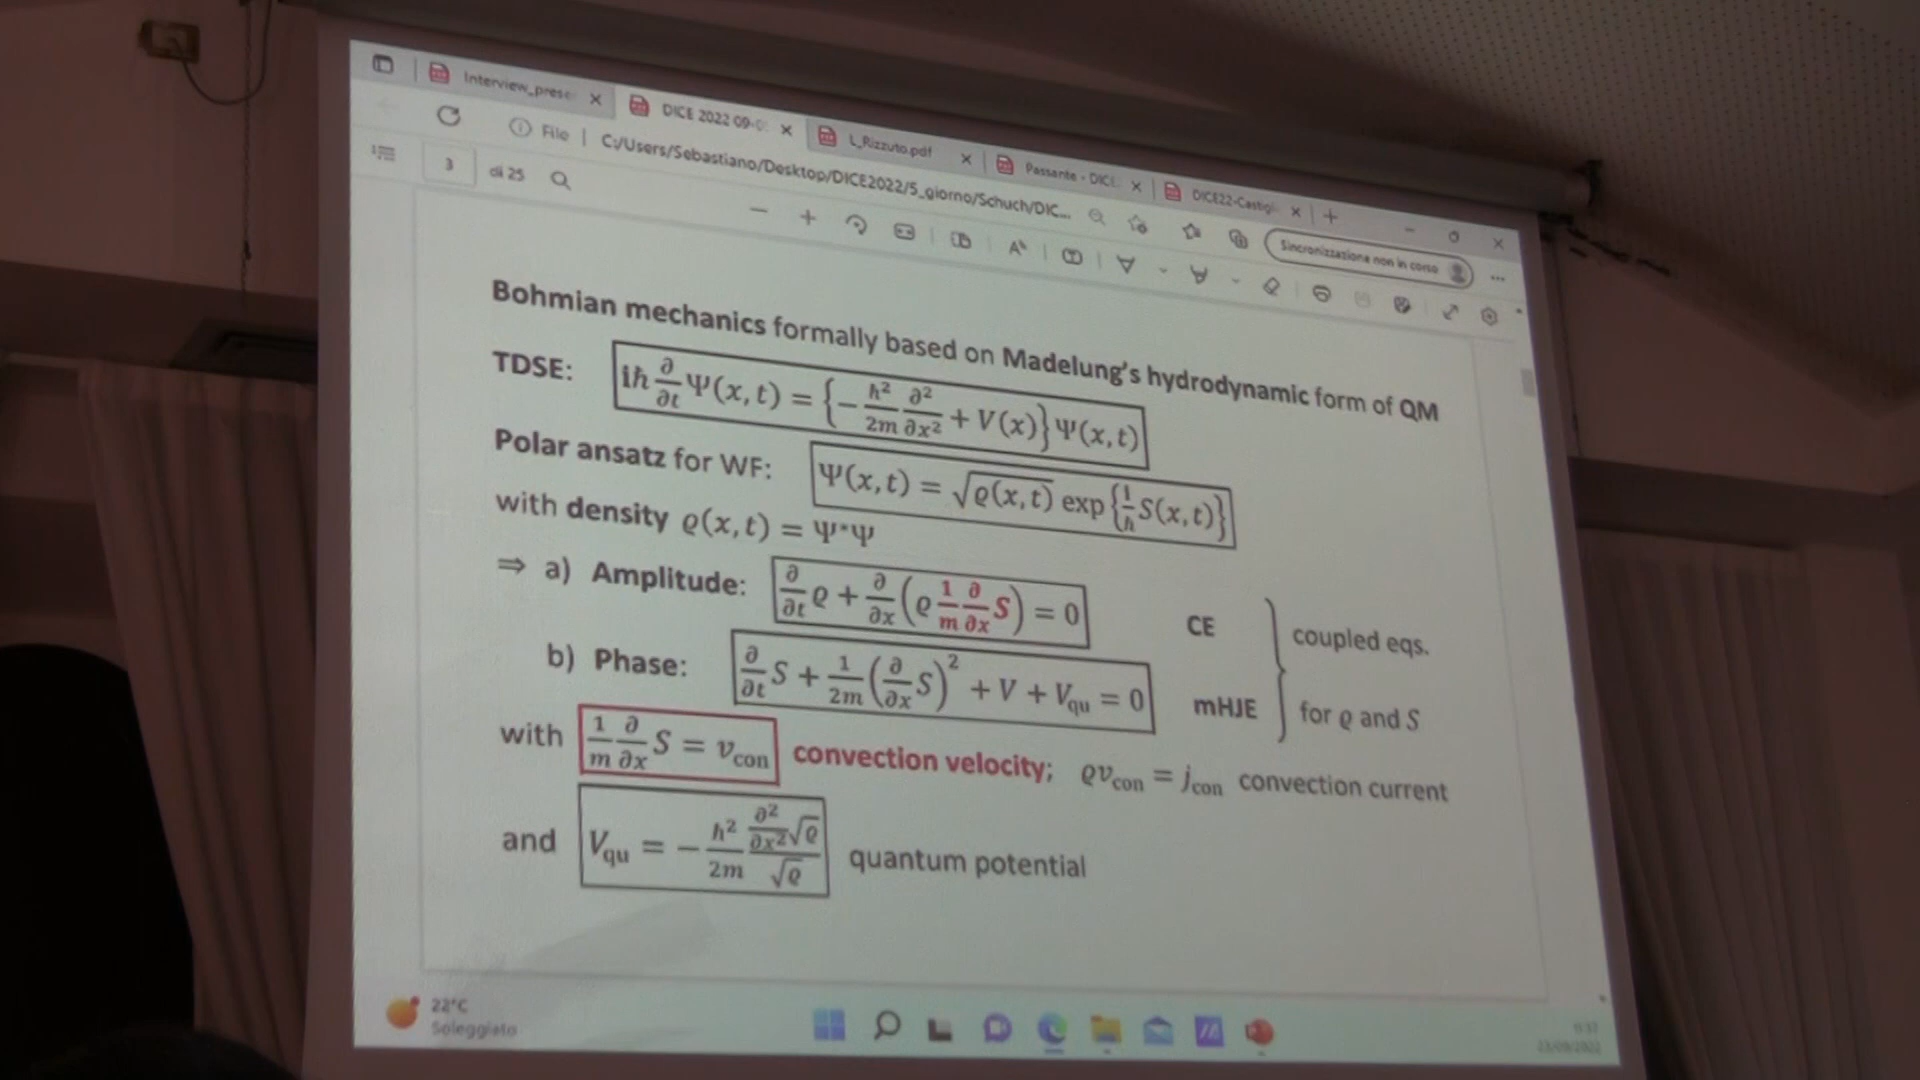 Interview_prese
DICE 2022 09-0
L_Rizzuto.pdf
Passante - DICE
DICE22-Castigl
File | C:/Users/Sebastiano/Desktop/DICE2022/5_giorno/Schuch/DIC...
Sincronizzazione non in corso
3 di 25
Bohmian mechanics formally based on Madelung's hydrodynamic form of QM
TDSE: iħ ∂/∂t Ψ(x,t) = {−ħ²/2m ∂²/∂x² + V(x)} Ψ(x,t)
Polar ansatz for WF: Ψ(x,t) = √ϱ(x,t) exp{i/ħ S(x,t)}
with density ϱ(x,t) = Ψ*Ψ
⇒ a) Amplitude: ∂/∂t ϱ + ∂/∂x (ϱ 1/m ∂/∂x S) = 0 CE
coupled eqs.
b) Phase: ∂/∂t S + 1/2m (∂/∂x S)² + V + V_qu = 0 mHJE
for ϱ and S
with 1/m ∂/∂x S = v_con convection velocity; ϱv_con = j_con convection current
and V_qu = −ħ²/2m (∂²/∂x² √ϱ)/√ϱ quantum potential
22°C
Soleggiato